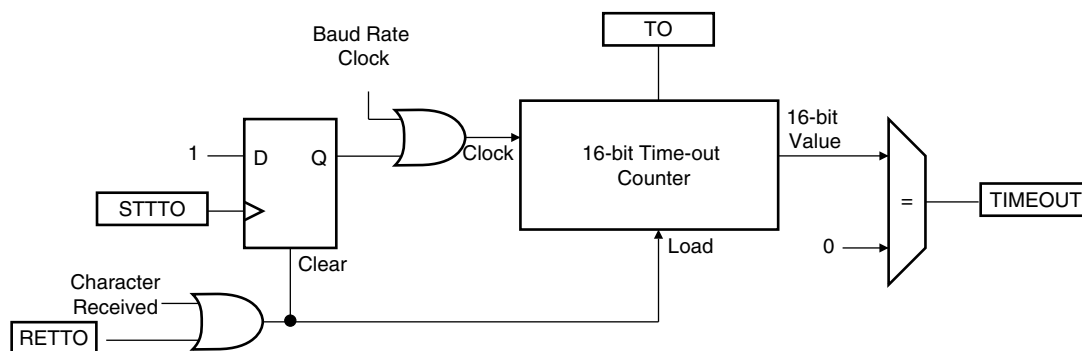 TO
Baud Rate
Clock
16-bit
Value
1
D
Q
Clock
16-bit Time-out
Counter
STTTO
=
TIMEOUT
Clear
Load
0
Character
Received
RETTO